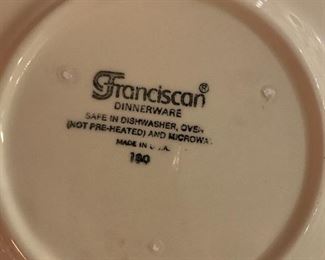 Franciscan®
DINNERWARE
SAFE IN DISHWASHER, OVEN
(NOT PRE-HEATED) AND MICROWA
MADE IN U.S.A.
190